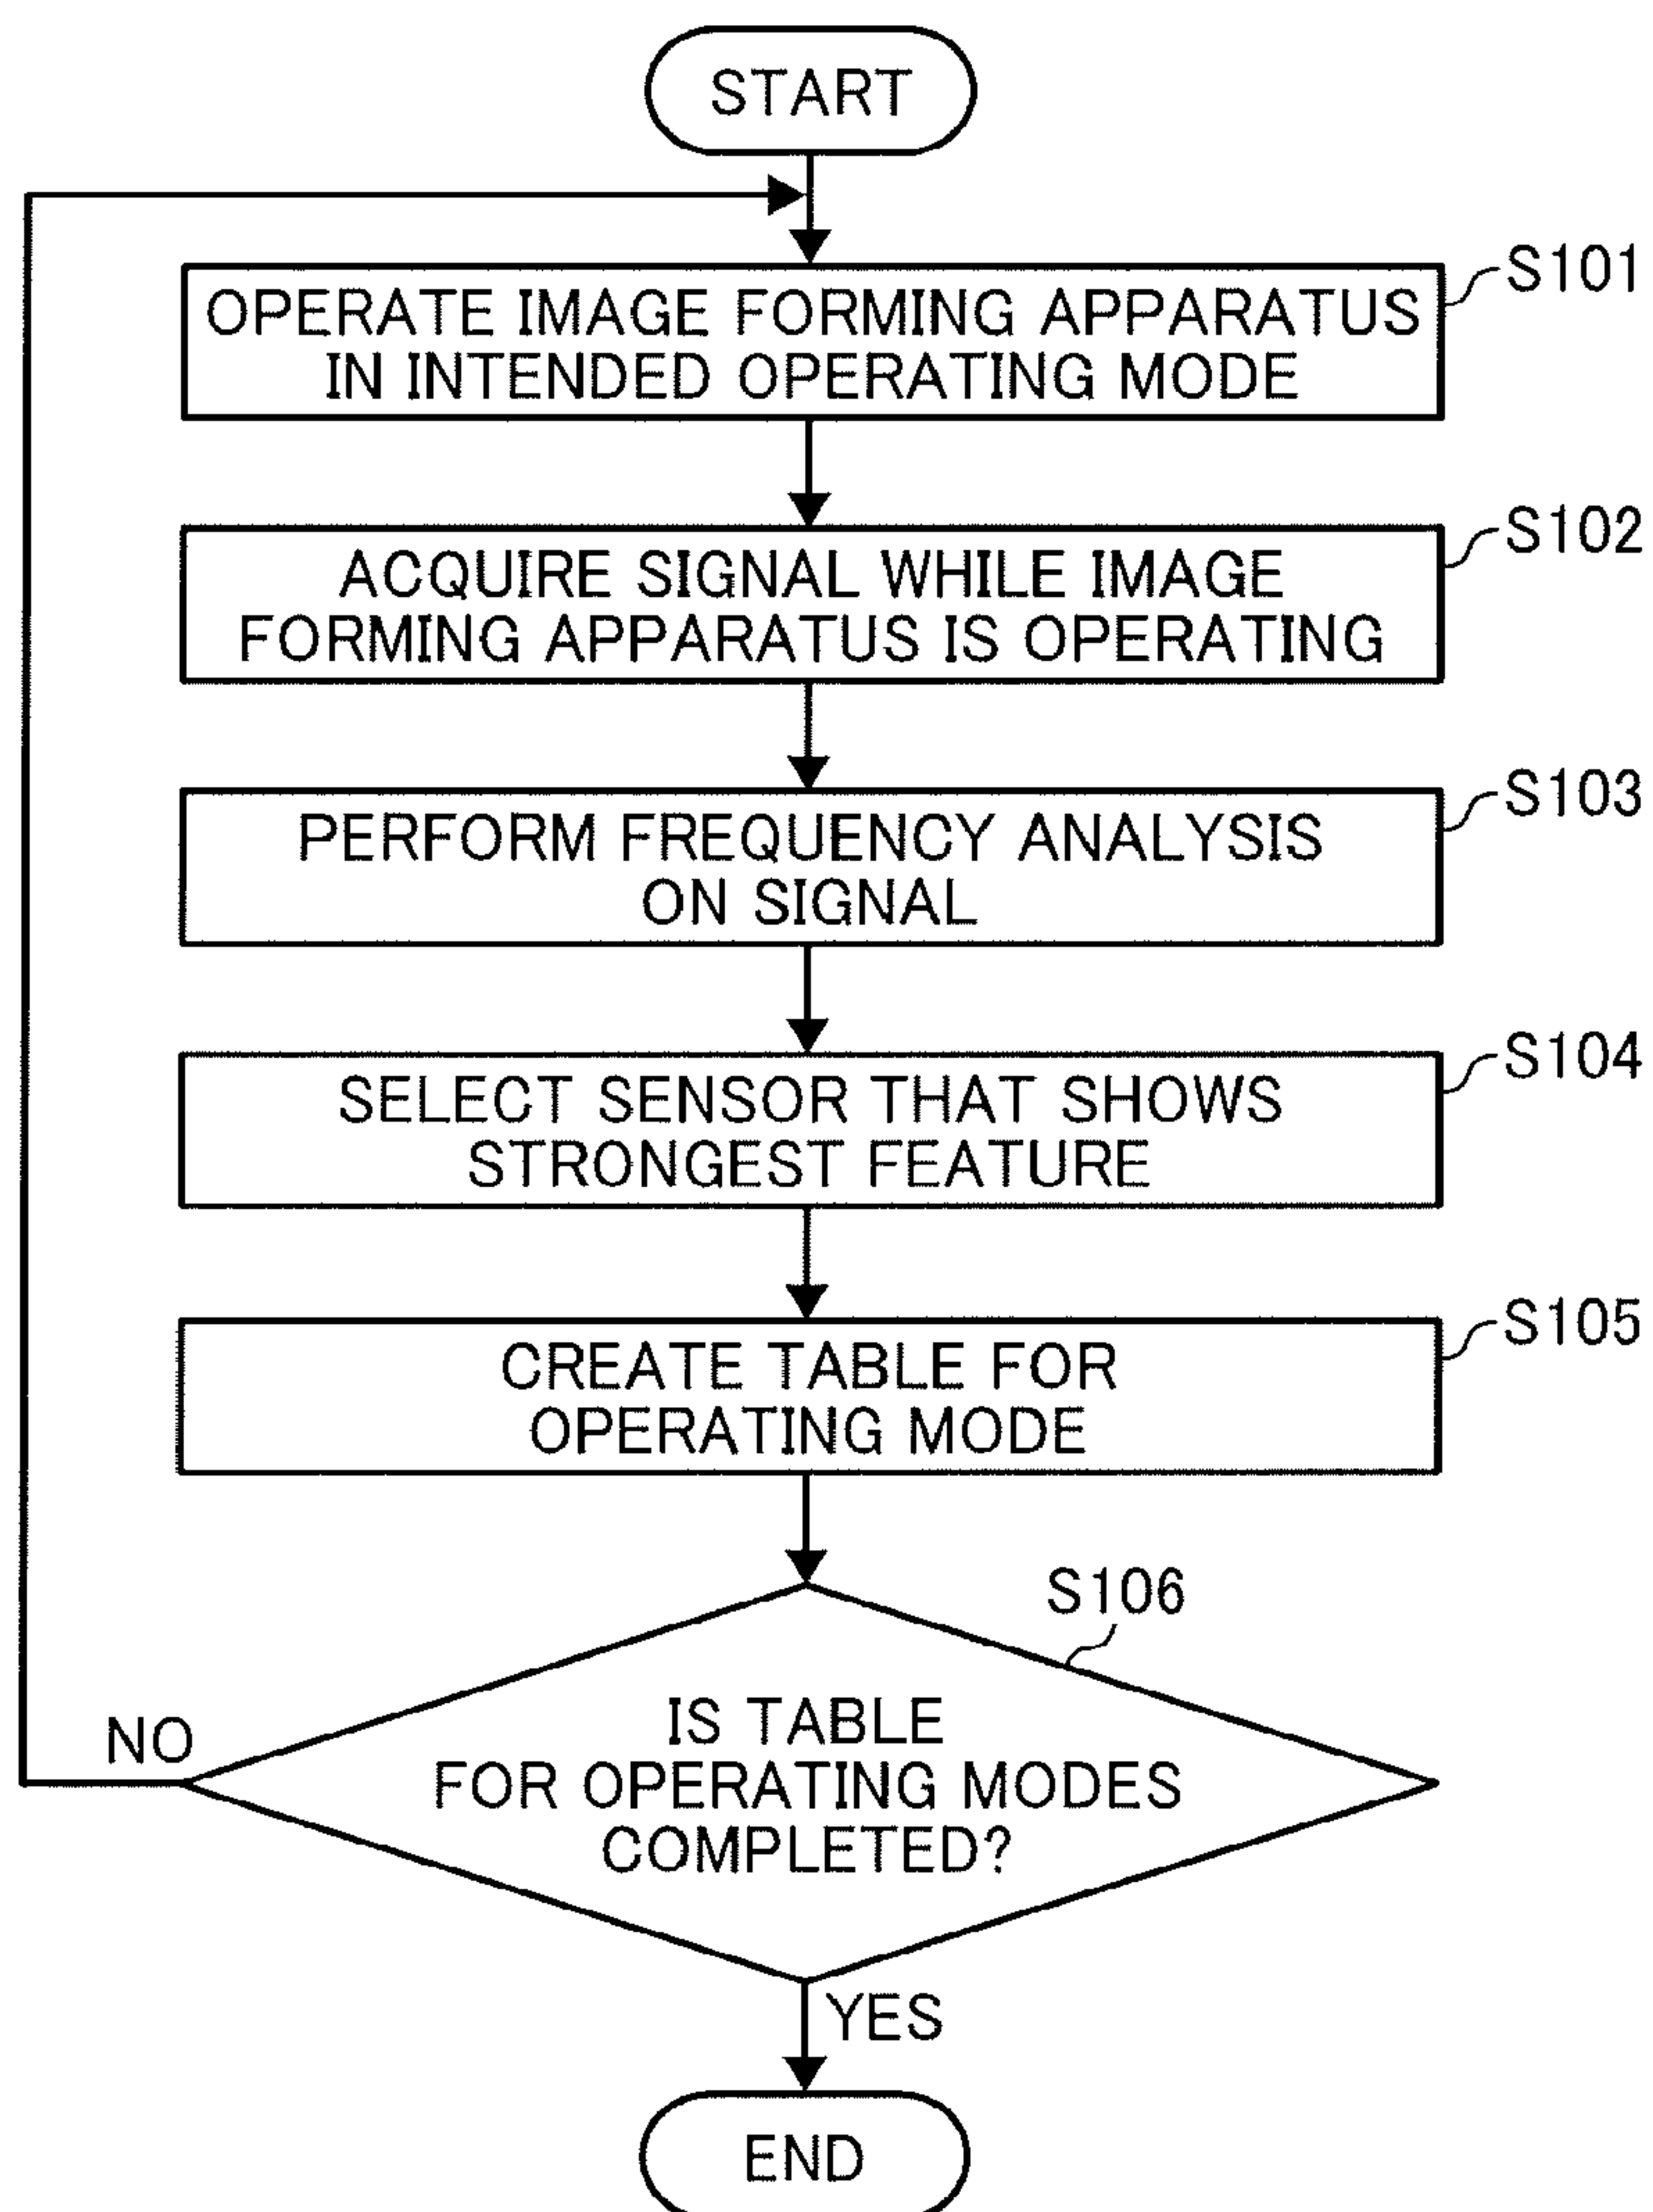 START
S101
OPERATE IMAGE FORMING APPARATUS
IN INTENDED OPERATING MODE
S102
ACQUIRE SIGNAL WHILE IMAGE
FORMING APPARATUS IS OPERATING
S103
PERFORM FREQUENCY ANALYSIS
ON SIGNAL
S104
SELECT SENSOR THAT SHOWS
STRONGEST FEATURE
S105
CREATE TABLE FOR
OPERATING MODE
S106
IS TABLE
FOR OPERATING MODES
COMPLETED?
NO
YES
END